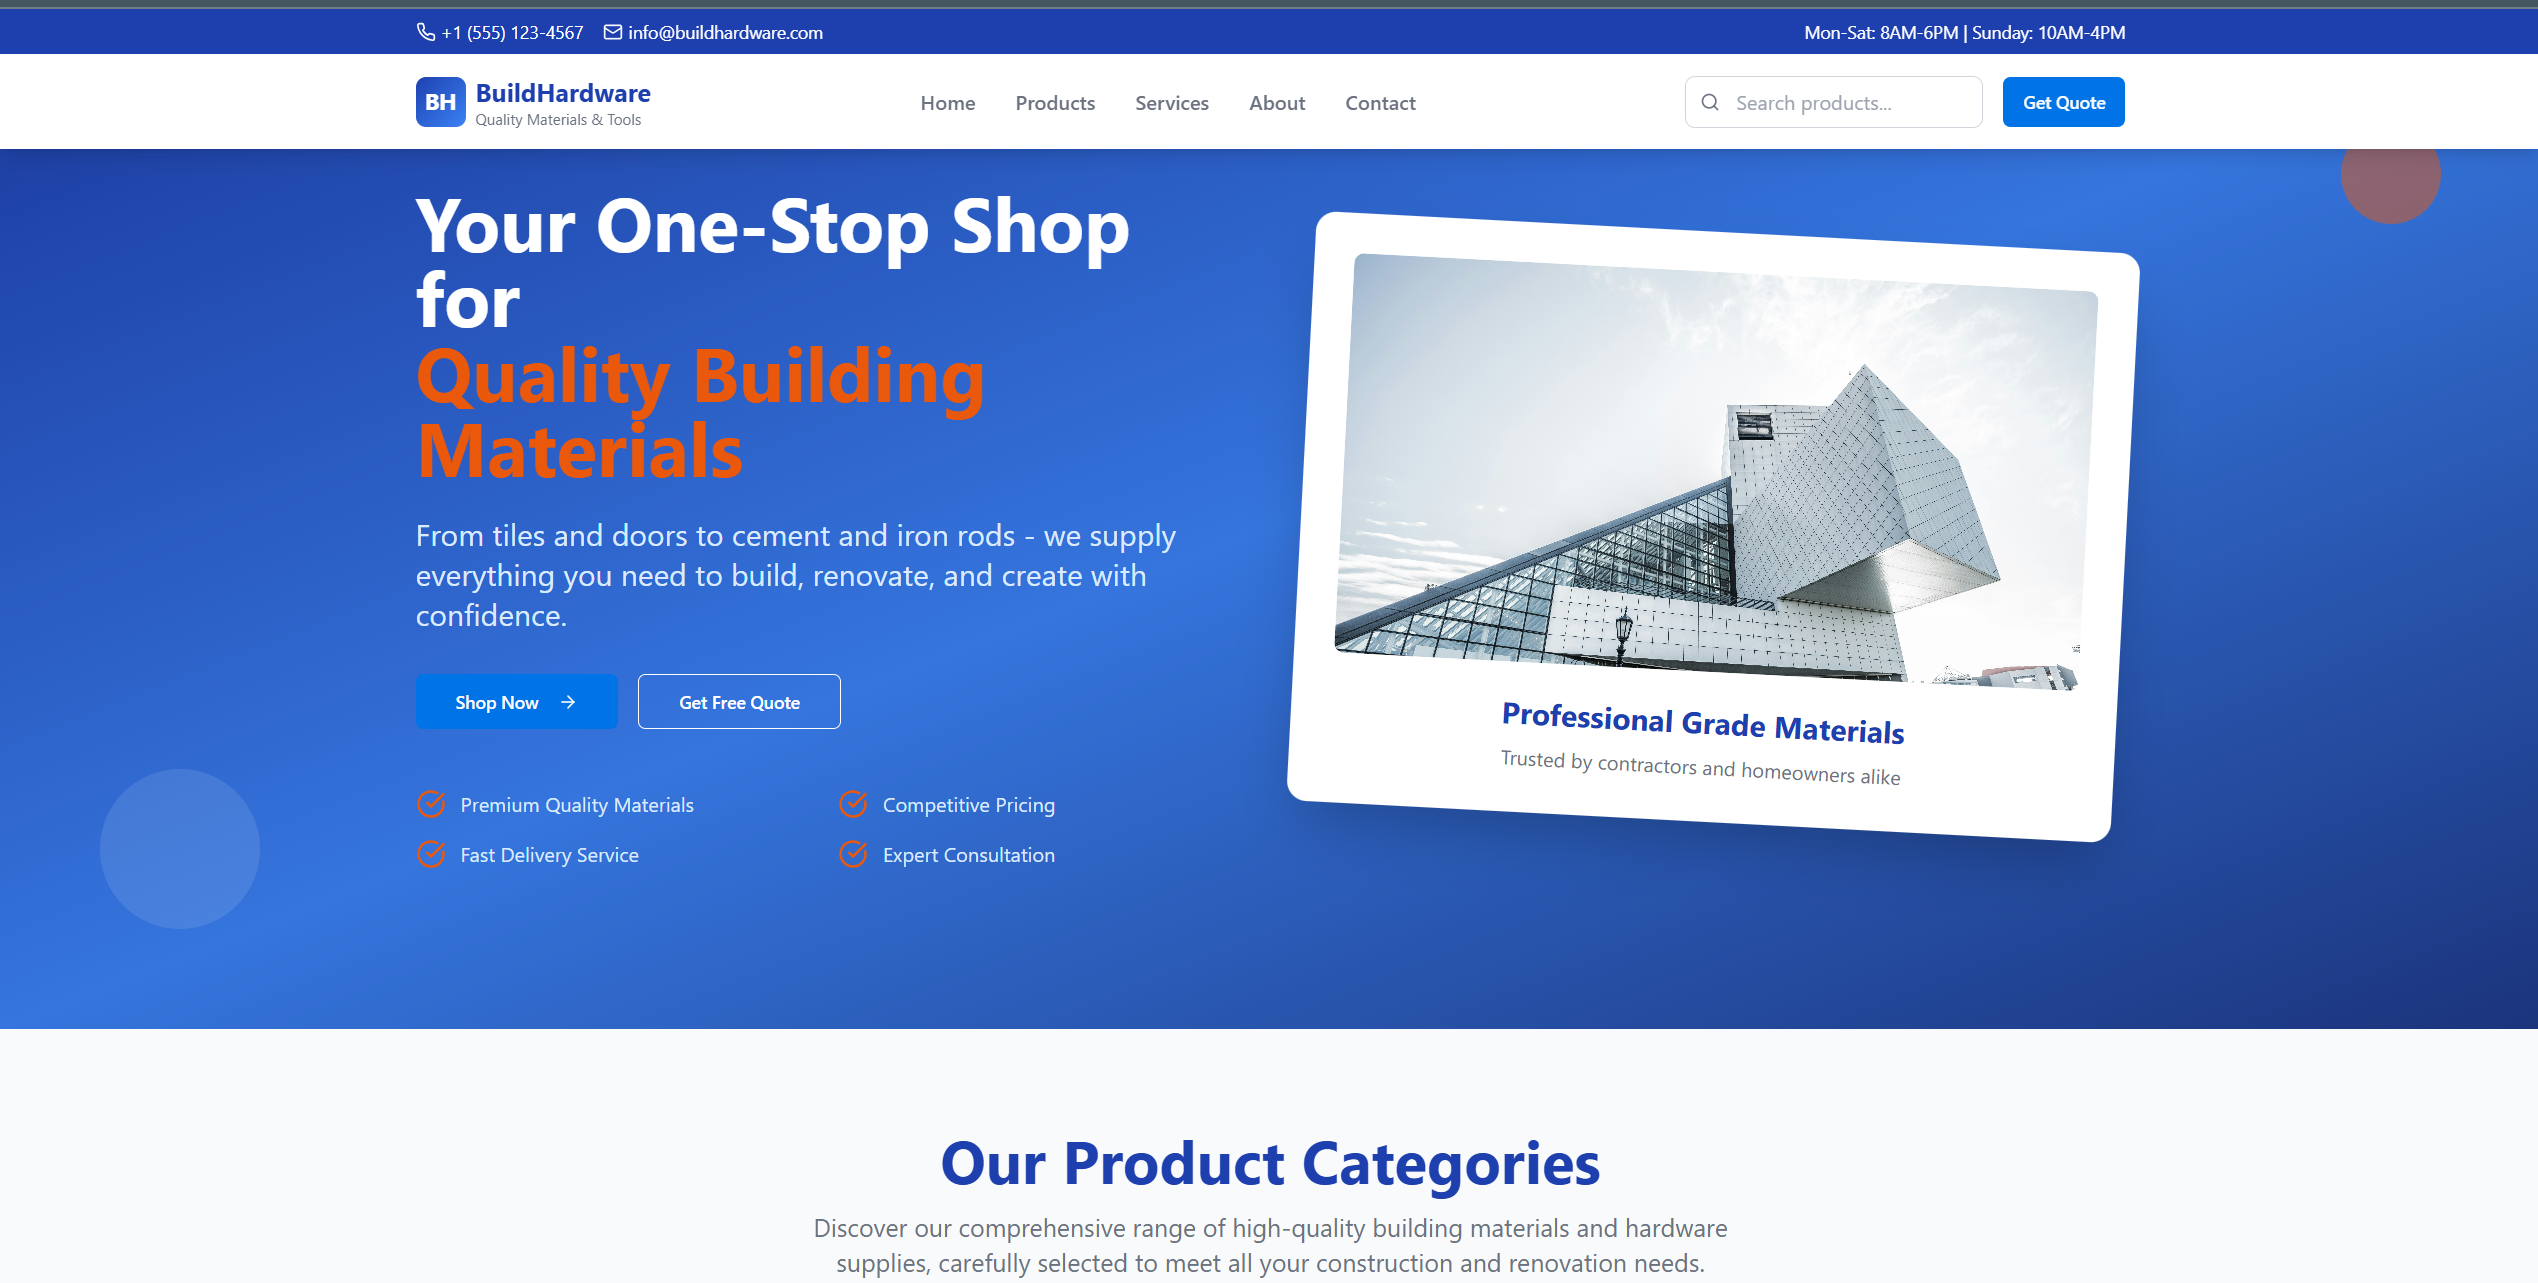 +1 (555) 123-4567
info@buildhardware.com
Mon-Sat: 8AM-6PM | Sunday: 10AM-4PM
BH
BuildHardware
Quality Materials & Tools
Home
Products
Services
About
Contact
Search products...
Get Quote
Your One-Stop Shop
for
Quality Building
Materials
From tiles and doors to cement and iron rods - we supply
everything you need to build, renovate, and create with
confidence.
Shop Now
Get Free Quote
Premium Quality Materials
Competitive Pricing
Fast Delivery Service
Expert Consultation
Professional Grade Materials
Trusted by contractors and homeowners alike
Our Product Categories
Discover our comprehensive range of high-quality building materials and hardware
supplies, carefully selected to meet all your construction and renovation needs.